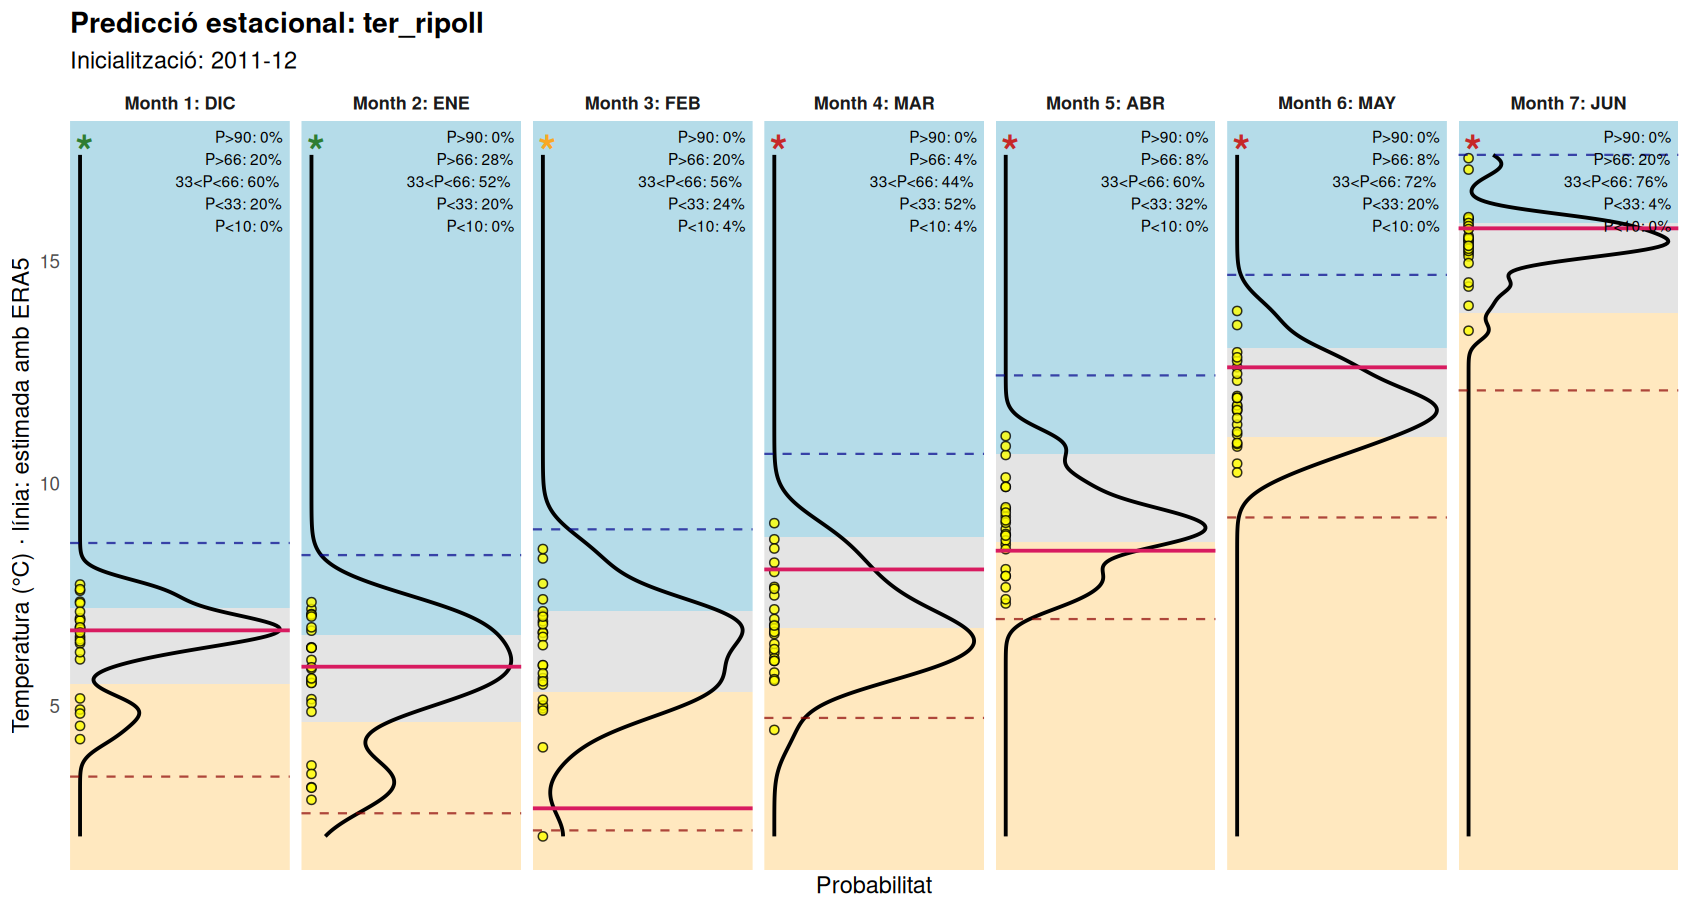 Predicció estacional: ter_ripoll
Inicialització: 2011-12
Month 1: DIC
Month 2: ENE
Month 3: FEB
Month 4: MAR
Month 5: ABR
Month 6: MAY
Month 7: JUN
*
P>90: 0%
P>66: 20%
33<P<66: 60%
P<33: 20%
P<10: 0%
*
P>90: 0%
P>66: 28%
33<P<66: 52%
P<33: 20%
P<10: 0%
*
P>90: 0%
P>66: 20%
33<P<66: 56%
P<33: 24%
P<10: 4%
*
P>90: 0%
P>66: 4%
33<P<66: 44%
P<33: 52%
P<10: 4%
*
P>90: 0%
P>66: 8%
33<P<66: 60%
P<33: 32%
P<10: 0%
*
P>90: 0%
P>66: 8%
33<P<66: 72%
P<33: 20%
P<10: 0%
*
P>90: 0%
P>66: 20%
33<P<66: 76%
P<33: 4%
P<10: 0%
15
10
5
Temperatura (°C) · línia: estimada amb ERA5
Probabilitat